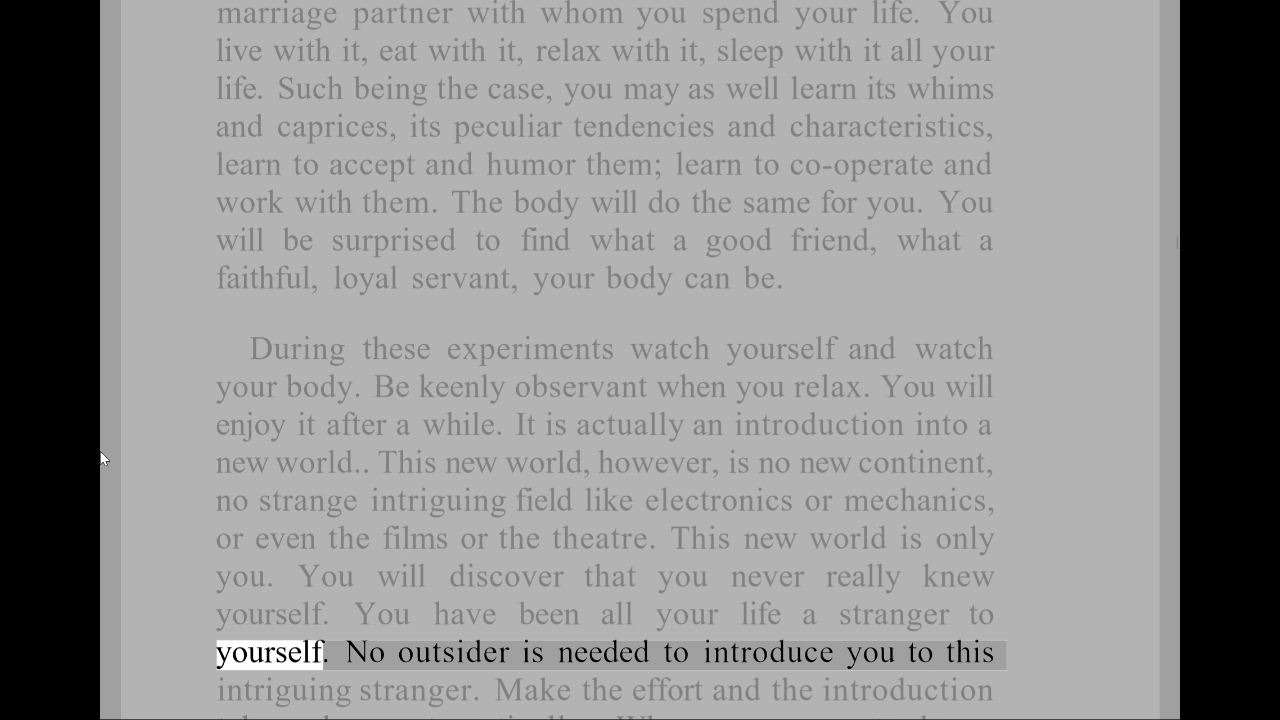 marriage partner with whom you spend your life. You
live with it, eat with it, relax with it, sleep with it all your
life. Such being the case, you may as well learn its whims
and caprices, its peculiar tendencies and characteristics,
learn to accept and humor them; learn to co-operate and
work with them. The body will do the same for you. You
will be surprised to find what a good friend, what a
faithful, loyal servant, your body can be.
During these experiments watch yourself and watch
your body. Be keenly observant when you relax. You will
enjoy it after a while. It is actually an introduction into a
new world.. This new world, however, is no new continent,
no strange intriguing field like electronics or mechanics,
or even the films or the theatre. This new world is only
you. You will discover that you never really knew
yourself. You have been all your life a stranger to
yourself. No outsider is needed to introduce you to this
intriguing stranger. Make the effort and the introduction